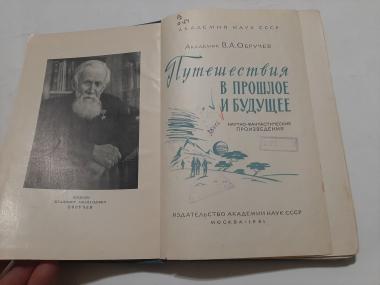 АКАДЕМИК
ВЛАДИМИР АФАНАСЬЕВИЧ
ОБРУЧЕВ
АКАДЕМИЯ НАУК СССР
АКАДЕМИК В.А. ОБРУЧЕВ
Путешествия
В ПРОШЛОЕ
И БУДУЩЕЕ
НАУЧНО-ФАНТАСТИЧЕСКИЕ
ПРОИЗВЕДЕНИЯ
ИЗДАТЕЛЬСТВО АКАДЕМИИ НАУК СССР
МОСКВА-1961